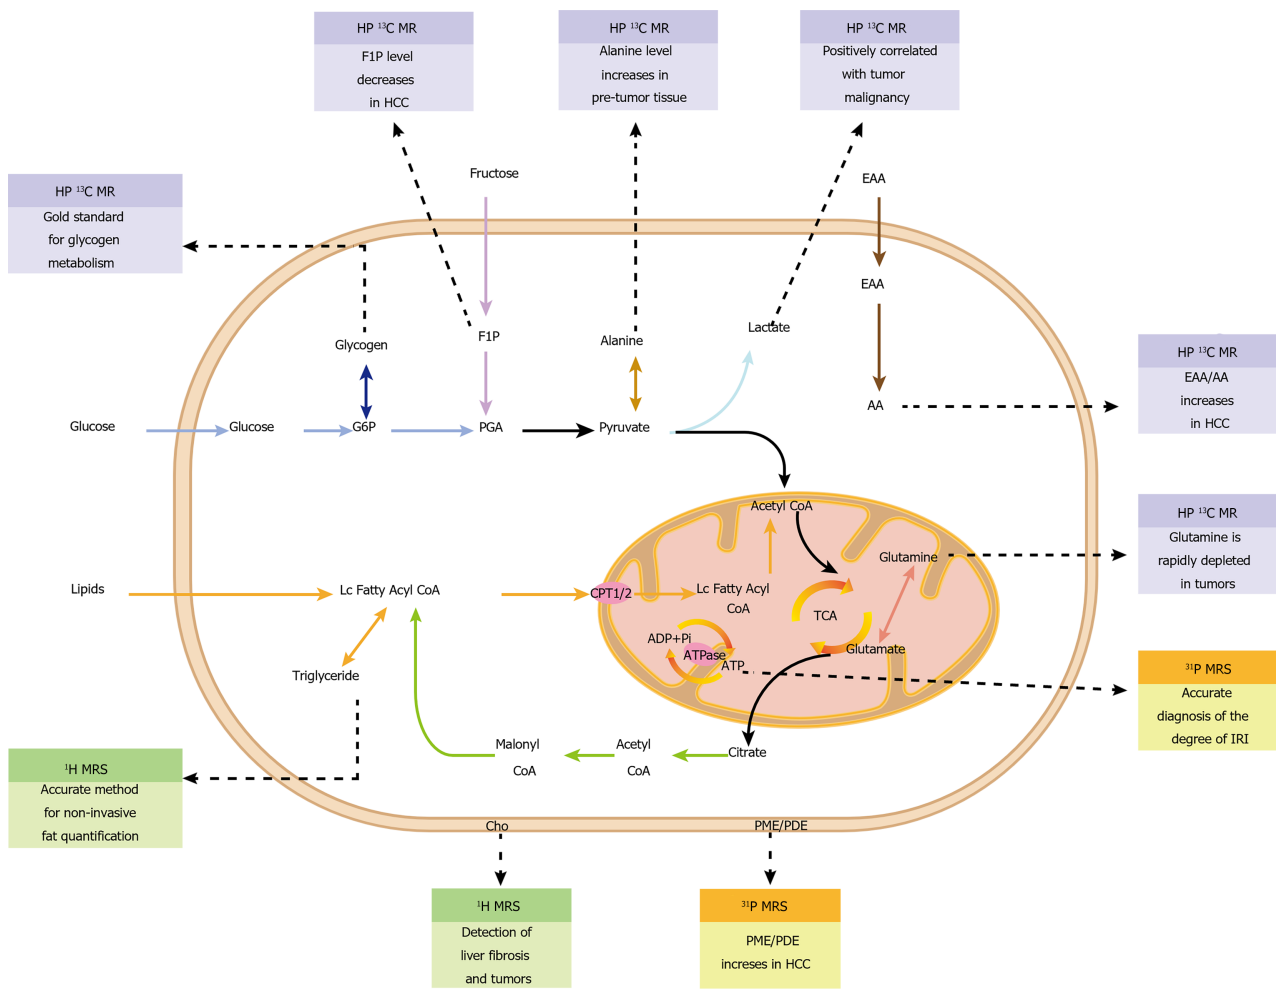 HP ¹³C MR
F1P level
decreases
in HCC
HP ¹³C MR
Alanine level
increases in
pre-tumor tissue
HP ¹³C MR
Positively correlated
with tumor
malignancy
HP ¹³C MR
Gold standard
for glycogen
metabolism
Fructose
EAA
EAA
F1P
Lactate
Glycogen
Alanine
AA
HP ¹³C MR
EAA/AA
increases
in HCC
Glucose
Glucose
G6P
PGA
Pyruvate
Acetyl CoA
HP ¹³C MR
Glutamine is
rapidly depleted
in tumors
Glutamine
Lipids
Lc Fatty Acyl CoA
CPT1/2
Lc Fatty Acyl
CoA
TCA
ADP+Pi
ATPase
ATP
Glutamate
Triglyceride
³¹P MRS
Accurate
diagnosis of the
degree of IRI
Malonyl
CoA
Acetyl
CoA
Citrate
¹H MRS
Accurate method
for non-invasive
fat quantification
Cho
PME/PDE
¹H MRS
Detection of
liver fibrosis
and tumors
³¹P MRS
PME/PDE
increses in HCC